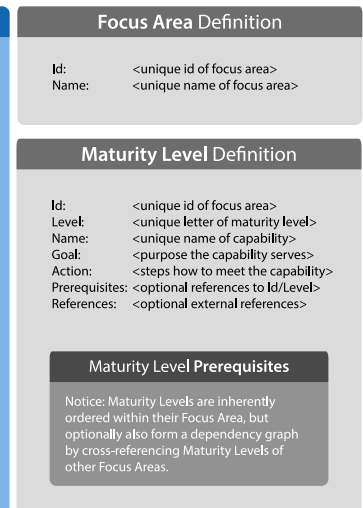 Focus Area Definition
Id: <unique id of focus area>
Name: <unique name of focus area>
Maturity Level Definition
Id: <unique id of focus area>
Level: <unique letter of maturity level>
Name: <unique name of capability>
Goal: <purpose the capability serves>
Action: <steps how to meet the capability>
Prerequisites: <optional references to Id/Level>
References: <optional external references>
Maturity Level Prerequisites
Notice: Maturity Levels are inherently
ordered within their Focus Area, but
optionally also form a dependency graph
by cross-referencing Maturity Levels of
other Focus Areas.